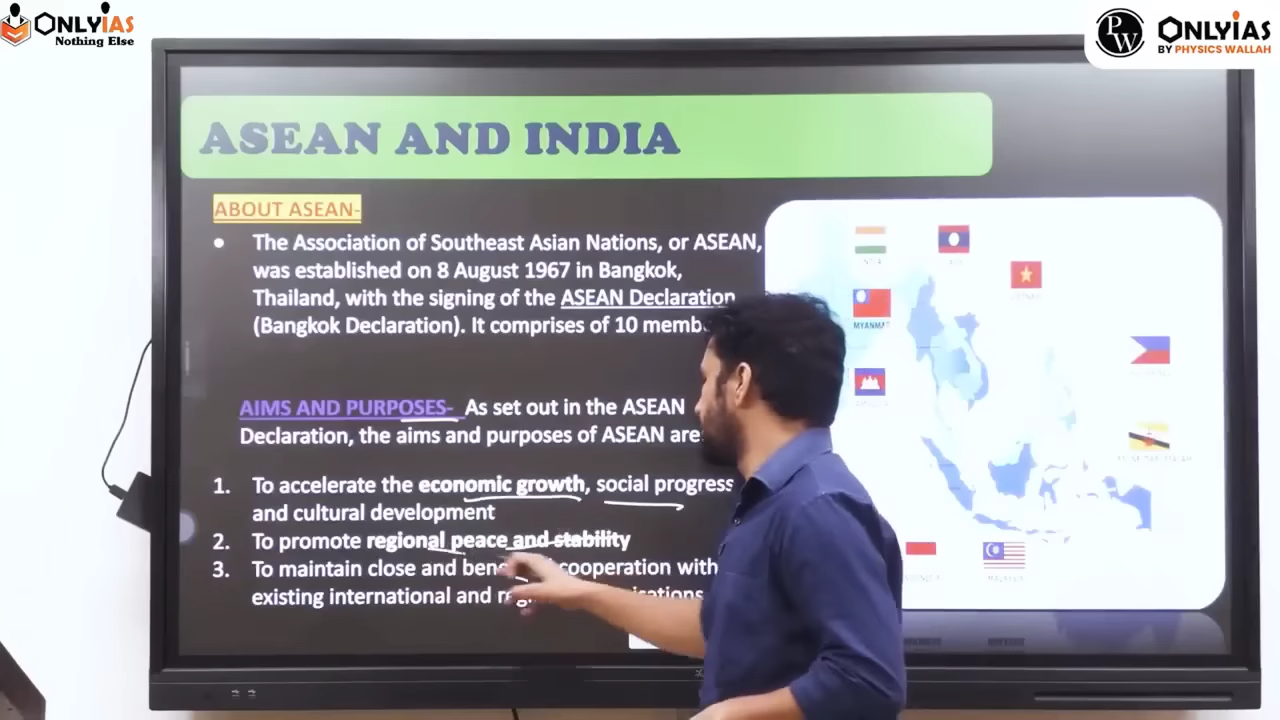 ONLYIAS
Nothing Else
PW
ONLYIAS
BY PHYSICS WALLAH
ASEAN AND INDIA
ABOUT ASEAN-
• The Association of Southeast Asian Nations, or ASEAN,
was established on 8 August 1967 in Bangkok,
Thailand, with the signing of the ASEAN Declaration
(Bangkok Declaration). It comprises of 10
AIMS AND PURPOSES- As set out in the ASEAN
Declaration, the aims and purposes of ASEAN are
1. To accelerate the economic growth, social progress
and cultural development
2. To promote regional peace and stability
3. To maintain close and cooperation with
existing international and
MYANMAR